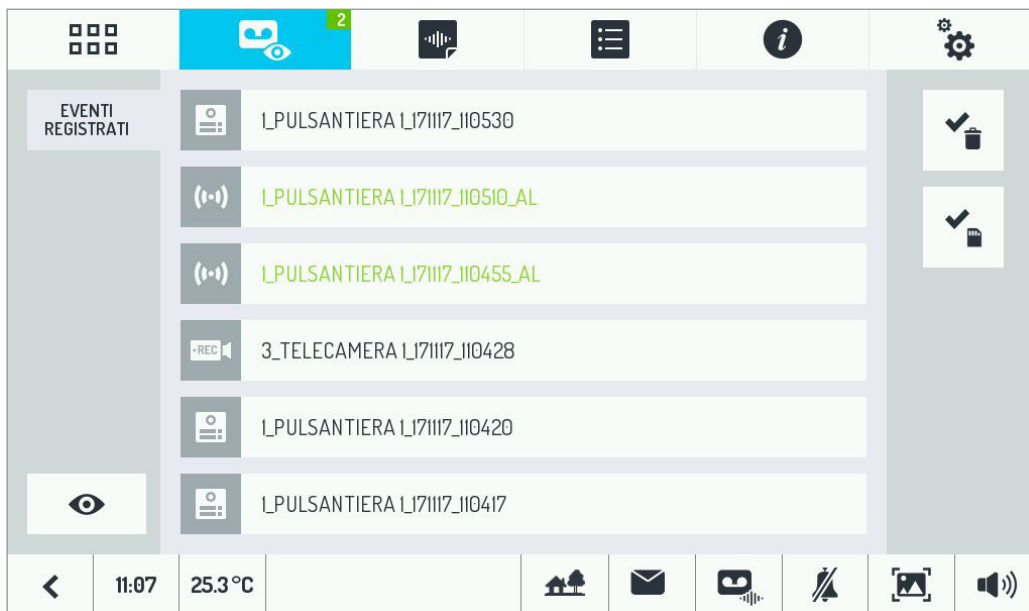 2
EVENTI
REGISTRATI
1_PULSANTIERA 1_171117_110530
1_PULSANTIERA 1_171117_110510_AL
1_PULSANTIERA 1_171117_110455_AL
•REC
3_TELECAMERA 1_171117_110428
1_PULSANTIERA 1_171117_110420
1_PULSANTIERA 1_171117_110417
11:07
25.3°C